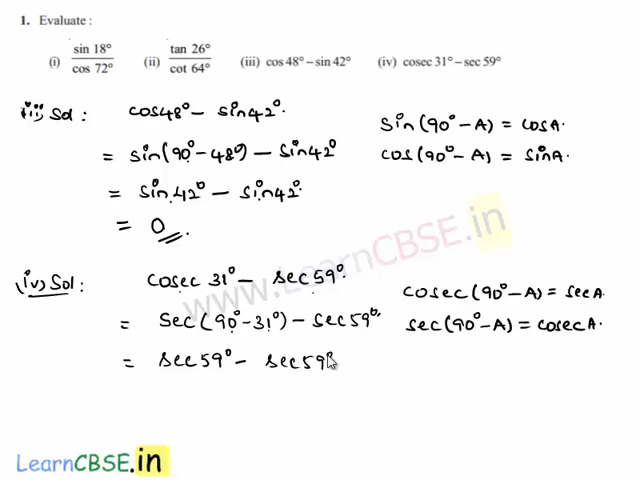 1. Evaluate :
(i) sin 18° / cos 72° (ii) tan 26° / cot 64° (iii) cos 48° – sin 42° (iv) cosec 31° – sec 59°
(iii) Sol : cos48° - sin42°.
sin(90°-A) = cosA.
= sin(90°-48°) - sin42°
cos(90°-A) = sinA.
= sin42° - sin42°.
= 0.
www.LearnCBSE.in
(iv) Sol : cosec 31° - sec59°.
cosec(90°-A) = secA.
= sec(90°-31°) - sec59°.
sec(90°-A) = cosecA.
= sec59° - sec59°
LearnCBSE.in